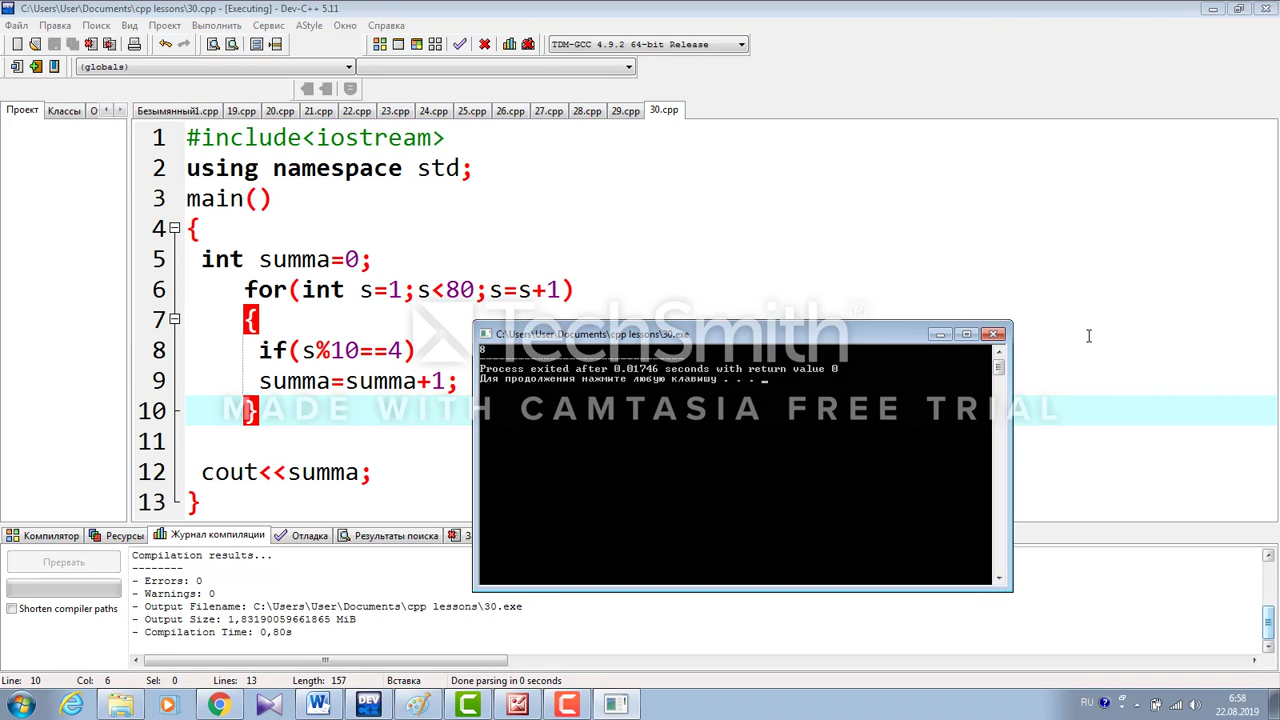 C:\Users\User\Documents\cpp lessons\30.cpp - [Executing] - Dev-C++ 5.11
Файл Правка Поиск Вид Проект Выполнить Сервис AStyle Окно Справка
TDM-GCC 4.9.2 64-bit Release
(globals)
Проект Классы О Безымянный1.cpp 19.cpp 20.cpp 21.cpp 22.cpp 23.cpp 24.cpp 25.cpp 26.cpp 27.cpp 28.cpp 29.cpp 30.cpp
1 #include<iostream>
2 using namespace std;
3 main()
4 {
5 int summa=0;
6 for(int s=1;s<80;s=s+1)
7 {
8 if(s%10==4)
9 summa=summa+1;
10 }
11
12 cout<<summa;
13 }
TechSmith®
MADE WITH CAMTASIA FREE TRIAL
C:\Users\User\Documents\cpp lessons\30.exe
8
--------------------------------
Process exited after 0.01746 seconds with return value 0
Для продолжения нажмите любую клавишу . . . _
Компилятор Ресурсы Журнал компиляции Отладка Результаты поиска З
Прервать
Shorten compiler paths
Compilation results...
--------
- Errors: 0
- Warnings: 0
- Output Filename: C:\Users\User\Documents\cpp lessons\30.exe
- Output Size: 1,83190059661865 MiB
- Compilation Time: 0,80s
Line: 10 Col: 6 Sel: 0 Lines: 13 Length: 157 Вставка Done parsing in 0 seconds
DEV
RU
6:58
22.08.2019